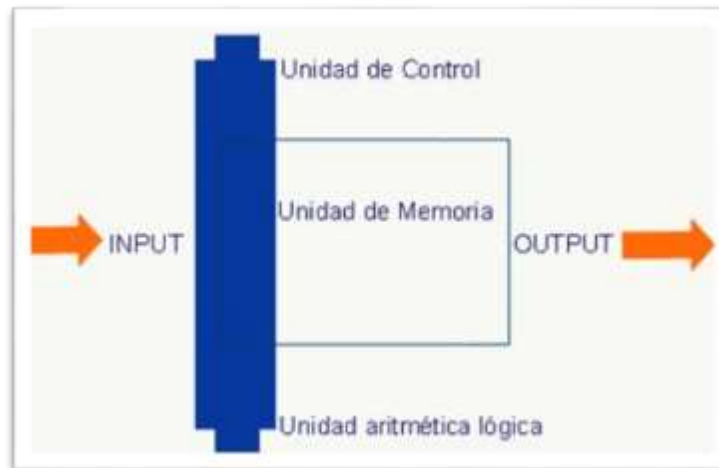 Unidad de Control
Unidad de Memoria
INPUT
OUTPUT
Unidad aritmética lógica